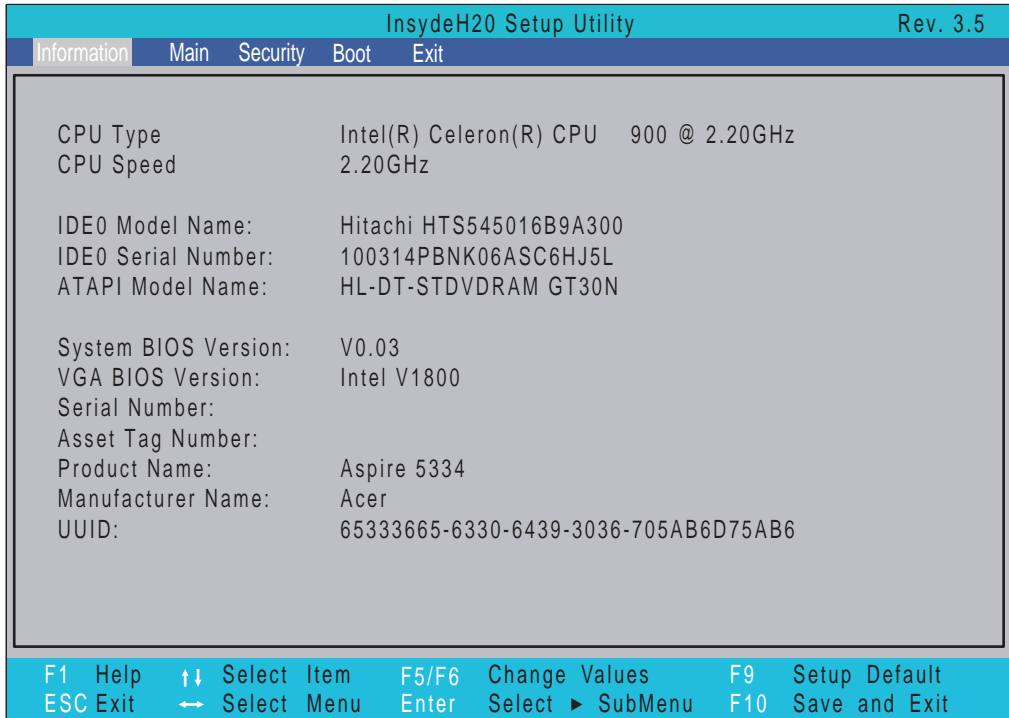 InsydeH20 Setup Utility Rev. 3.5
Information Main Security Boot Exit
CPU Type Intel(R) Celeron(R) CPU 900 @ 2.20GHz
CPU Speed 2.20GHz
IDE0 Model Name: Hitachi HTS545016B9A300
IDE0 Serial Number: 100314PBNK06ASC6HJ5L
ATAPI Model Name: HL-DT-STDVDRAM GT30N
System BIOS Version: V0.03
VGA BIOS Version: Intel V1800
Serial Number:
Asset Tag Number:
Product Name: Aspire 5334
Manufacturer Name: Acer
UUID: 65333665-6330-6439-3036-705AB6D75AB6
F1 Help ↑↓ Select Item F5/F6 Change Values F9 Setup Default
ESC Exit ↔ Select Menu Enter Select ► SubMenu F10 Save and Exit